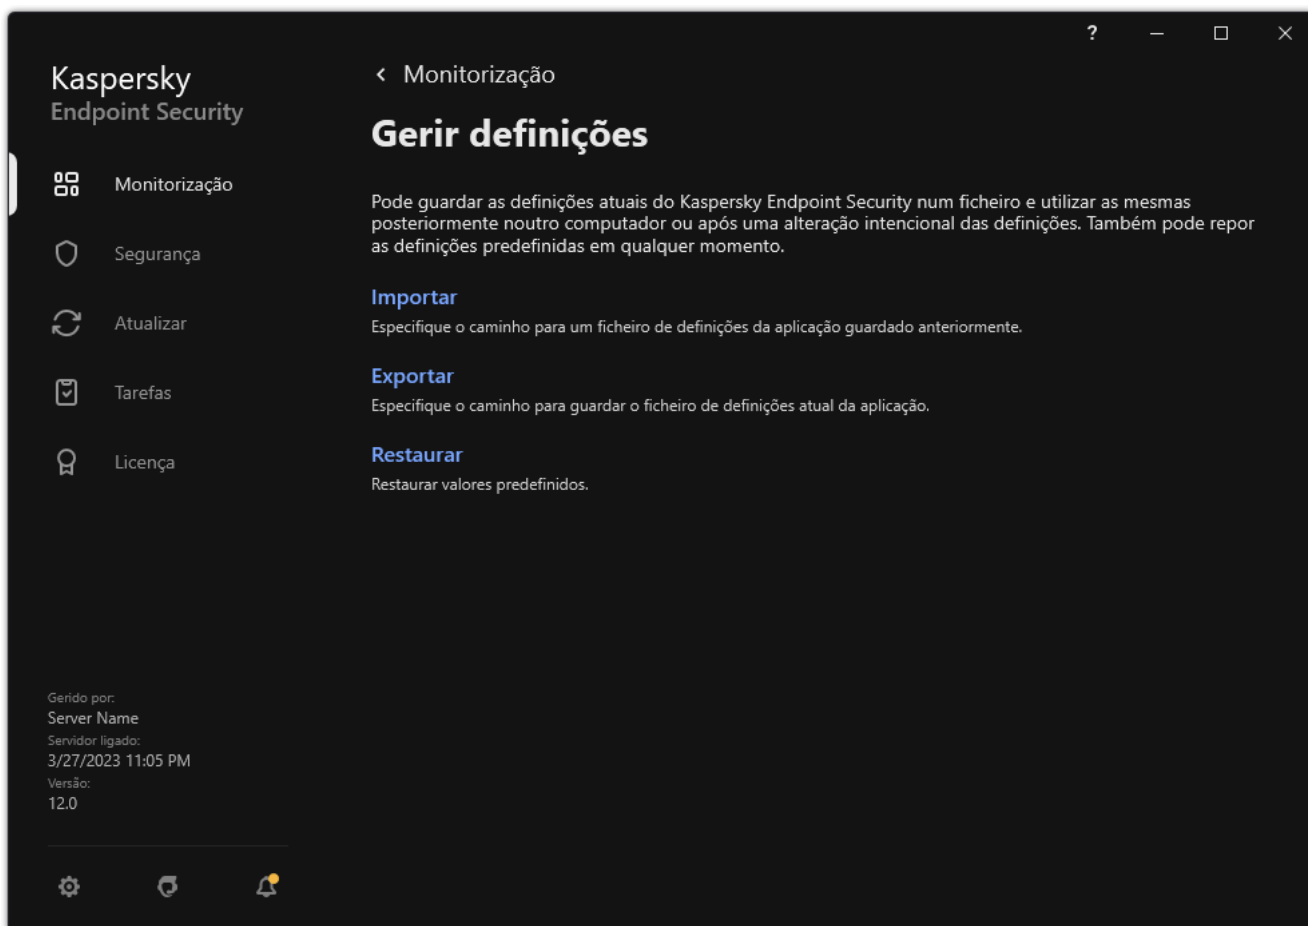 ?
Kaspersky
Endpoint Security
Monitorização
Segurança
Atualizar
Tarefas
Licença
Gerido por:
Server Name
Servidor ligado:
3/27/2023 11:05 PM
Versão:
12.0
Monitorização
Gerir definições
Pode guardar as definições atuais do Kaspersky Endpoint Security num ficheiro e utilizar as mesmas
posteriormente noutro computador ou após uma alteração intencional das definições. Também pode repor
as definições predefinidas em qualquer momento.
Importar
Especifique o caminho para um ficheiro de definições da aplicação guardado anteriormente.
Exportar
Especifique o caminho para guardar o ficheiro de definições atual da aplicação.
Restaurar
Restaurar valores predefinidos.